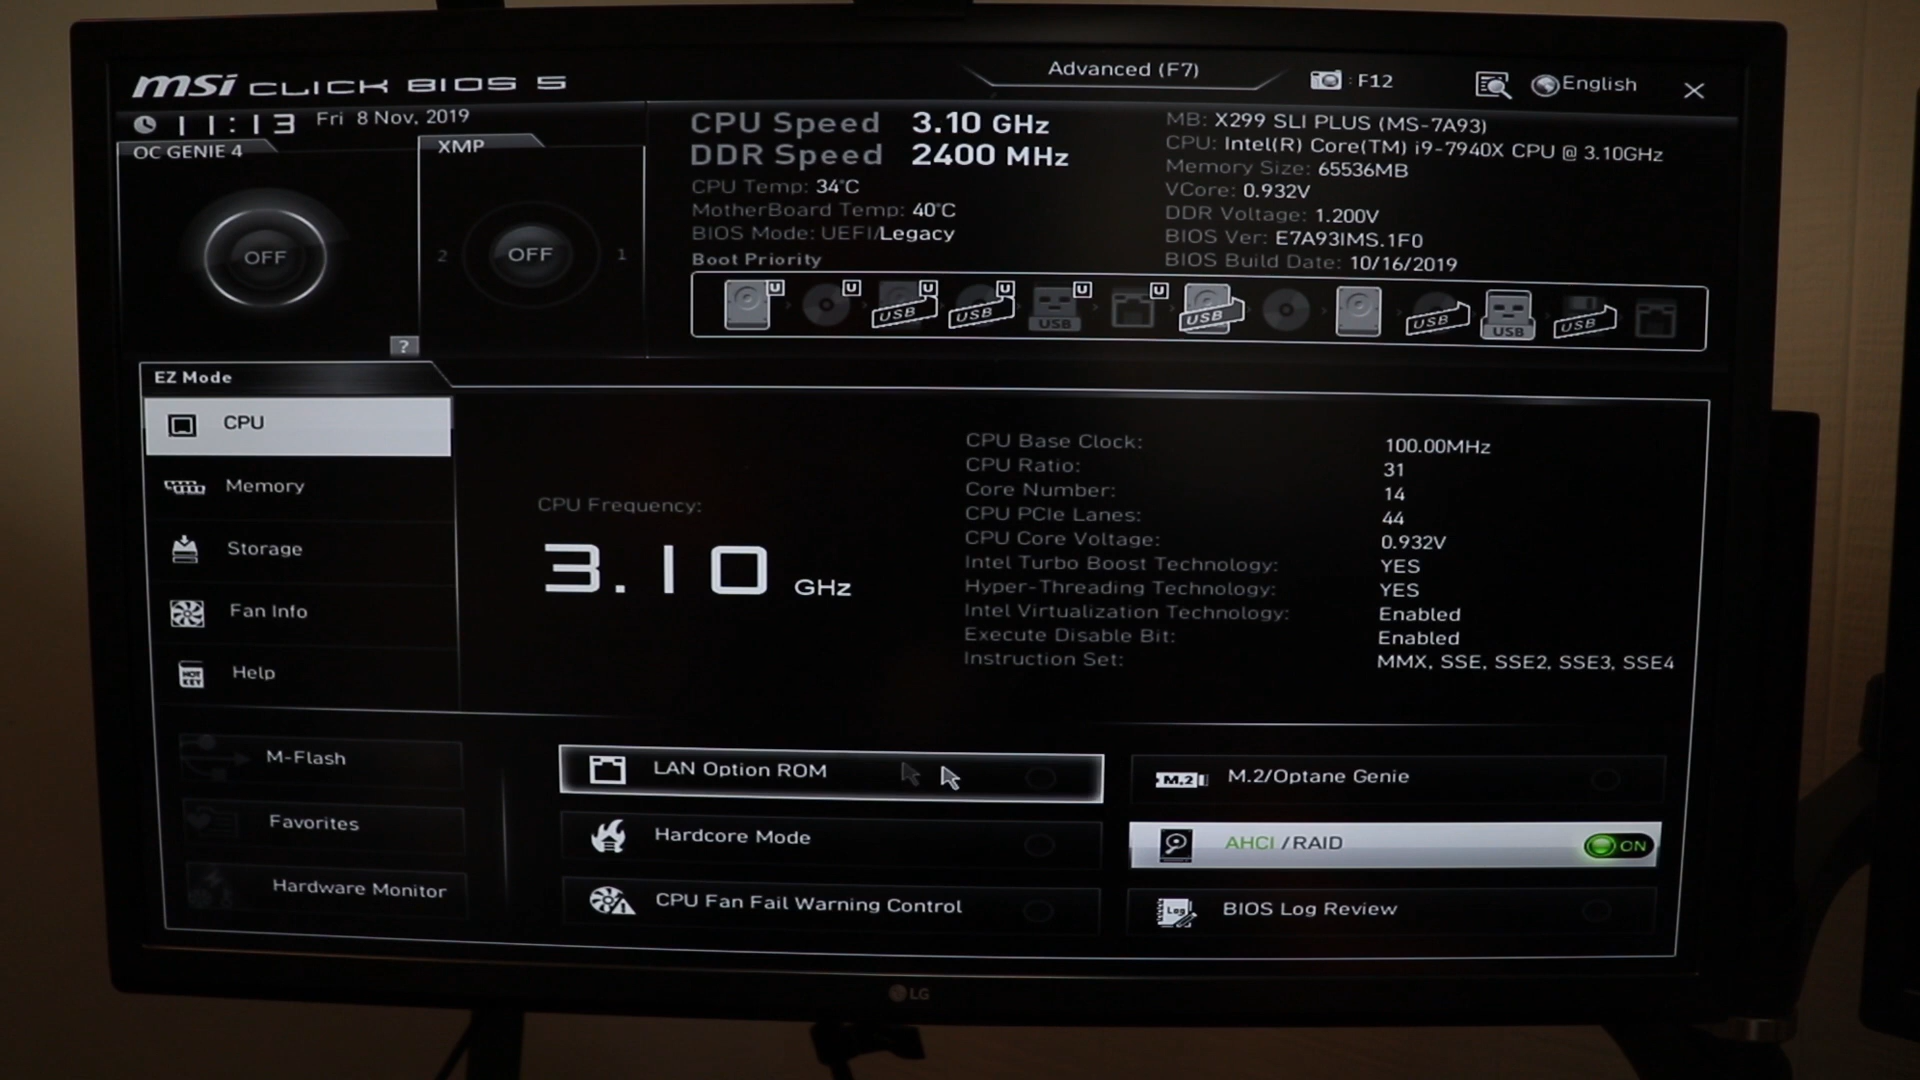 msi CLICK BIOS 5
Advanced (F7)
: F12
English
X
11:13 Fri 8 Nov, 2019
OC GENIE 4
OFF
?
XMP
2 OFF 1
CPU Speed 3.10 GHz
DDR Speed 2400 MHz
CPU Temp: 34°C
MotherBoard Temp: 40°C
BIOS Mode: UEFI/Legacy
Boot Priority
MB: X299 SLI PLUS (MS-7A93)
CPU: Intel(R) Core(TM) i9-7940X CPU @ 3.10GHz
Memory Size: 65536MB
VCore: 0.932V
DDR Voltage: 1.200V
BIOS Ver: E7A93IMS.1F0
BIOS Build Date: 10/16/2019
U U U U U U
USB USB USB USB USB USB USB
EZ Mode
CPU
Memory
Storage
Fan Info
HOT KEY Help
CPU Frequency:
3.10 GHz
CPU Base Clock: 100.00MHz
CPU Ratio: 31
Core Number: 14
CPU PCIe Lanes: 44
CPU Core Voltage: 0.932V
Intel Turbo Boost Technology: YES
Hyper-Threading Technology: YES
Intel Virtualization Technology: Enabled
Execute Disable Bit: Enabled
Instruction Set: MMX, SSE, SSE2, SSE3, SSE4
M-Flash
Favorites
Hardware Monitor
LAN Option ROM
Hardcore Mode
CPU Fan Fail Warning Control
M.2 M.2/Optane Genie
AHCI /RAID ON
Log BIOS Log Review
LG